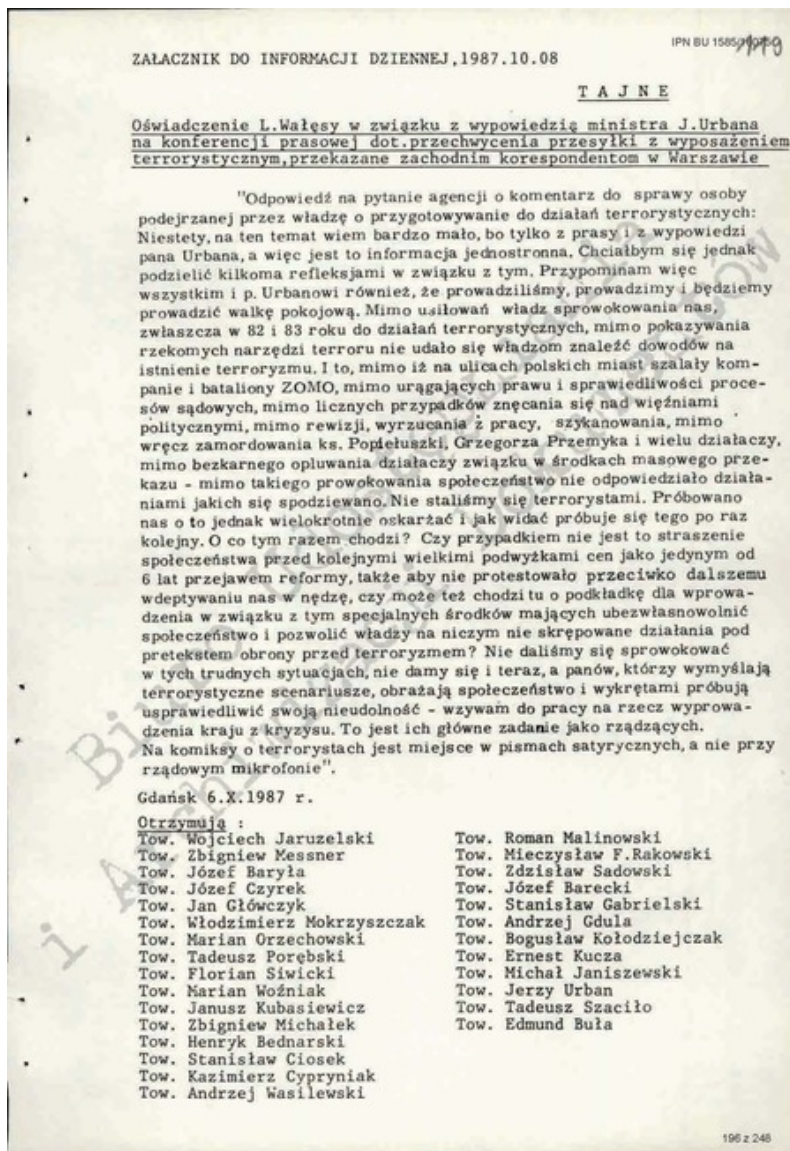 IPN BU 1585/
ZAŁACZNIK DO INFORMACJI DZIENNEJ,1987.10.08
T A J N E
Oświadczenie L.Wałęsy w związku z wypowiedzią ministra J.Urbana
na konferencji prasowej dot.przechwycenia przesyłki z wyposażeniem
terrorystycznym,przekazane zachodnim korespondentom w Warszawie
"Odpowiedź na pytanie agencji o komentarz do sprawy osoby
podejrzanej przez władzę o przygotowywanie do działań terrorystycznych:
Niestety, na ten temat wiem bardzo mało, bo tylko z prasy i z wypowiedzi
pana Urbana, a więc jest to informacja jednostronna. Chciałbym się jednak
podzielić kilkoma refleksjami w związku z tym. Przypominam więc
wszystkim i p. Urbanowi również, że prowadziliśmy, prowadzimy i będziemy
prowadzić walkę pokojową. Mimo usiłowań władz sprowokowania nas,
zwłaszcza w 82 i 83 roku do działań terrorystycznych, mimo pokazywania
rzekomych narzędzi terroru nie udało się władzom znaleźć dowodów na
istnienie terroryzmu. I to, mimo iż na ulicach polskich miast szalały kom-
panie i bataliony ZOMO, mimo urągających prawu i sprawiedliwości proce-
sów sądowych, mimo licznych przypadków znęcania się nad więźniami
politycznymi, mimo rewizji, wyrzucania z pracy, szykanowania, mimo
wręcz zamordowania ks. Popiełuszki, Grzegorza Przemyka i wielu działaczy,
mimo bezkarnego opluwania działaczy związku w środkach masowego prze-
kazu - mimo takiego prowokowania społeczeństwo nie odpowiedziało działa-
niami jakich się spodziewano. Nie staliśmy się terrorystami. Próbowano
nas o to jednak wielokrotnie oskarżać i jak widać próbuje się tego po raz
kolejny. O co tym razem chodzi? Czy przypadkiem nie jest to straszenie
społeczeństwa przed kolejnymi wielkimi podwyżkami cen jako jedynym od
6 lat przejawem reformy, także aby nie protestowało przeciwko dalszemu
wdeptywaniu nas w nędzę, czy może też chodzi tu o podkładkę dla wprowa-
dzenia w związku z tym specjalnych środków mających ubezwłasnowolnić
społeczeństwo i pozwolić władzy na niczym nie skrępowane działania pod
pretekstem obrony przed terroryzmem? Nie daliśmy się sprowokować
w tych trudnych sytuacjach, nie damy się i teraz, a panów, którzy wymyślają
terrorystyczne scenariusze, obrażają społeczeństwo i wykrętami próbują
usprawiedliwić swoją nieudolność - wzywam do pracy na rzecz wyprowa-
dzenia kraju z kryzysu. To jest ich główne zadanie jako rządzących.
Na komiksy o terrorystach jest miejsce w pismach satyrycznych, a nie przy
rządowym mikrofonie".
Gdańsk 6.X.1987 r.
Otrzymują :
Tow. Wojciech Jaruzelski
Tow. Zbigniew Messner
Tow. Józef Baryła
Tow. Józef Czyrek
Tow. Jan Główczyk
Tow. Włodzimierz Mokrzyszczak
Tow. Marian Orzechowski
Tow. Tadeusz Porębski
Tow. Florian Siwicki
Tow. Marian Woźniak
Tow. Janusz Kubasiewicz
Tow. Zbigniew Michałek
Tow. Henryk Bednarski
Tow. Stanisław Ciosek
Tow. Kazimierz Cypryniak
Tow. Andrzej Wasilewski
Tow. Roman Malinowski
Tow. Mieczysław F.Rakowski
Tow. Zdzisław Sadowski
Tow. Józef Barecki
Tow. Stanisław Gabrielski
Tow. Andrzej Gdula
Tow. Bogusław Kołodziejczak
Tow. Ernest Kucza
Tow. Michał Janiszewski
Tow. Jerzy Urban
Tow. Tadeusz Szaciło
Tow. Edmund Buła
196 z 248